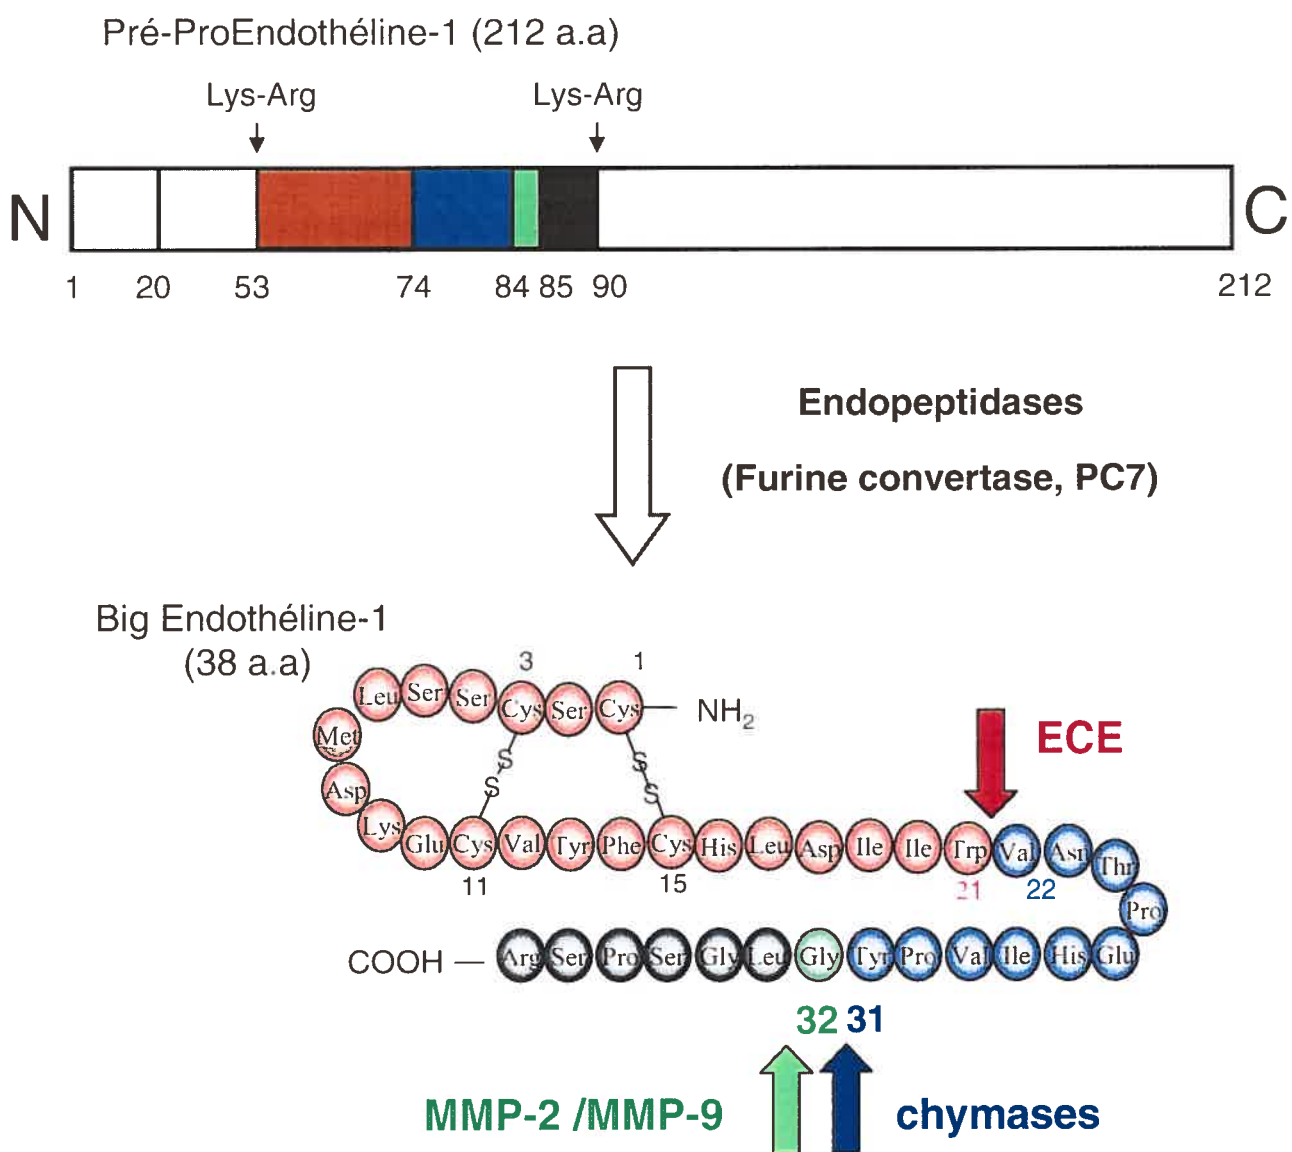 Pré-ProEndothéline-1 (212 a.a)
Lys-Arg Lys-Arg
N C
1 20 53 74 84 85 90 212
Endopeptidases
(Furine convertase, PC7)
Big Endothéline-1
(38 a.a)
3 1
Leu Ser Ser Cys Ser Cys NH2
Met
S S
S S
Asp
Lys Glu Cys Val Tyr Phe Cys His Leu Asp Ile Ile Trp Val Asn Thr
ECE
11 15 21 22
Pro
COOH Arg Ser Pro Ser Gly Leu Gly Tyr Pro Val Ile His Glu
32 31
MMP-2 /MMP-9 chymases